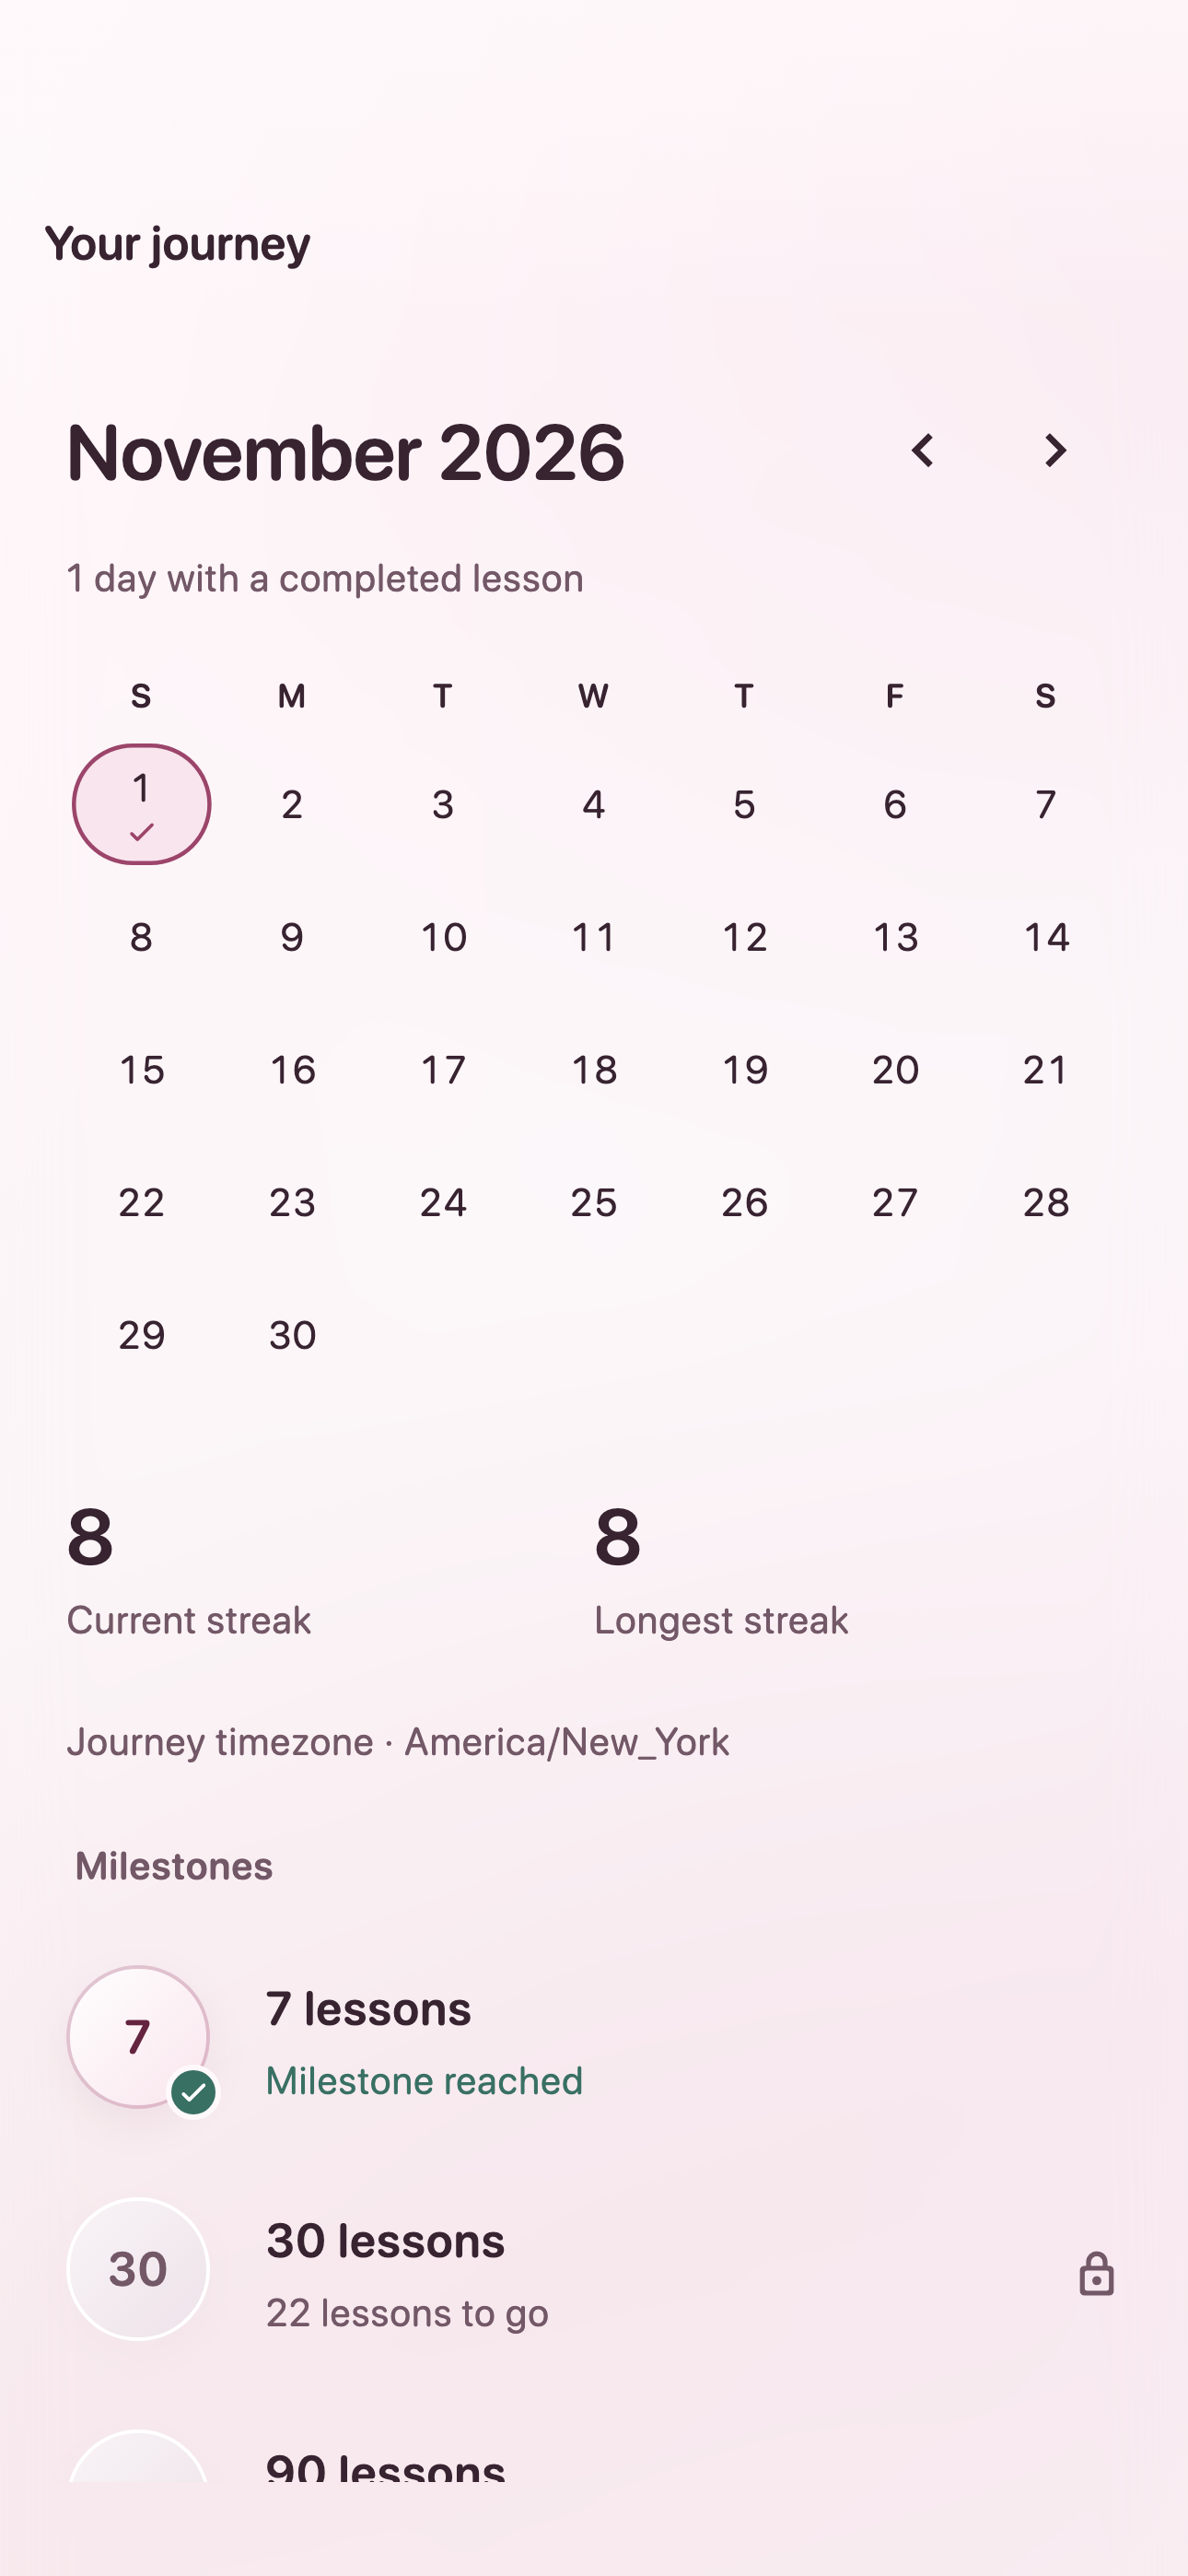 Your journey
November 2026
1 day with a completed lesson
S M T W T F S
1 2 3 4 5 6 7
8 9 10 11 12 13 14
15 16 17 18 19 20 21
22 23 24 25 26 27 28
29 30
8 8
Current streak Longest streak
Journey timezone · America/New_York
Milestones
7
7 lessons
Milestone reached
30
30 lessons
22 lessons to go
90 lessons